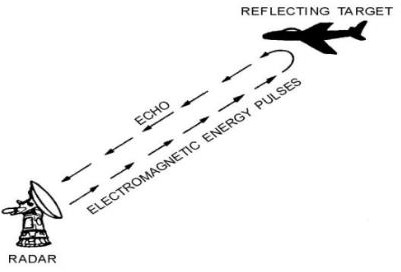 REFLECTING TARGET
ECHO
ELECTROMAGNETIC ENERGY PULSES
RADAR